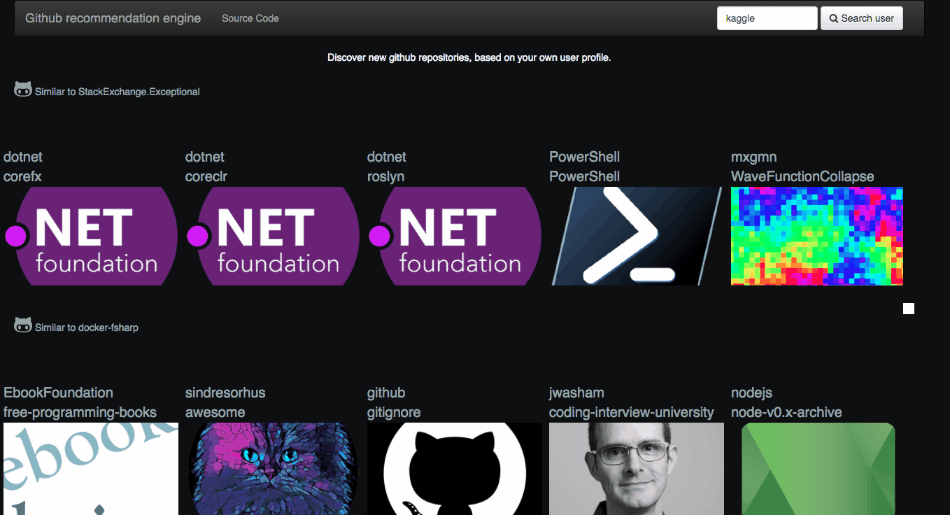 Github recommendation engine
Source Code
kaggle
Search user
Discover new github repositories, based on your own user profile.
Similar to StackExchange.Exceptional
dotnet
corefx
dotnet
coreclr
dotnet
roslyn
PowerShell
PowerShell
mxgmn
WaveFunctionCollapse
NET
foundation
NET
foundation
NET
foundation
Similar to docker-fsharp
EbookFoundation
free-programming-books
sindresorhus
awesome
github
gitignore
jwasham
coding-interview-university
nodejs
node-v0.x-archive
ebook